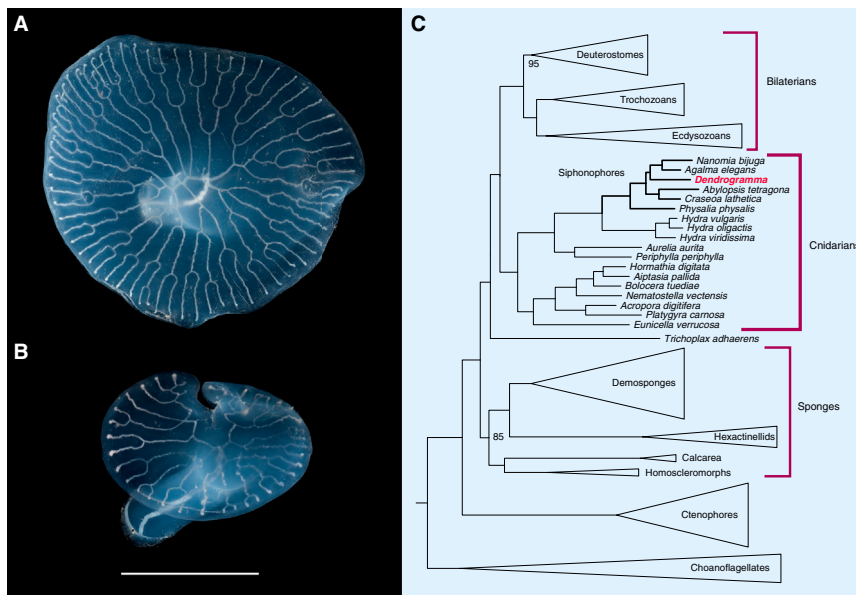 A
B
C
95
Deuterostomes
Trochozoans
Ecdysozoans
Bilaterians
Siphonophores
Nanomia bijuga
Agalma elegans
Dendrogramma
Abylopsis tetragona
Craseoa lathetica
Physalia physalis
Hydra vulgaris
Hydra oligactis
Hydra viridissima
Aurelia aurita
Periphylla periphylla
Hormathia digitata
Aiptasia pallida
Bolocera tuediae
Nematostella vectensis
Acropora digitifera
Platygyra carnosa
Eunicella verrucosa
Cnidarians
Trichoplax adhaerens
Demosponges
85
Hexactinellids
Calcarea
Homoscleromorphs
Sponges
Ctenophores
Choanoflagellates